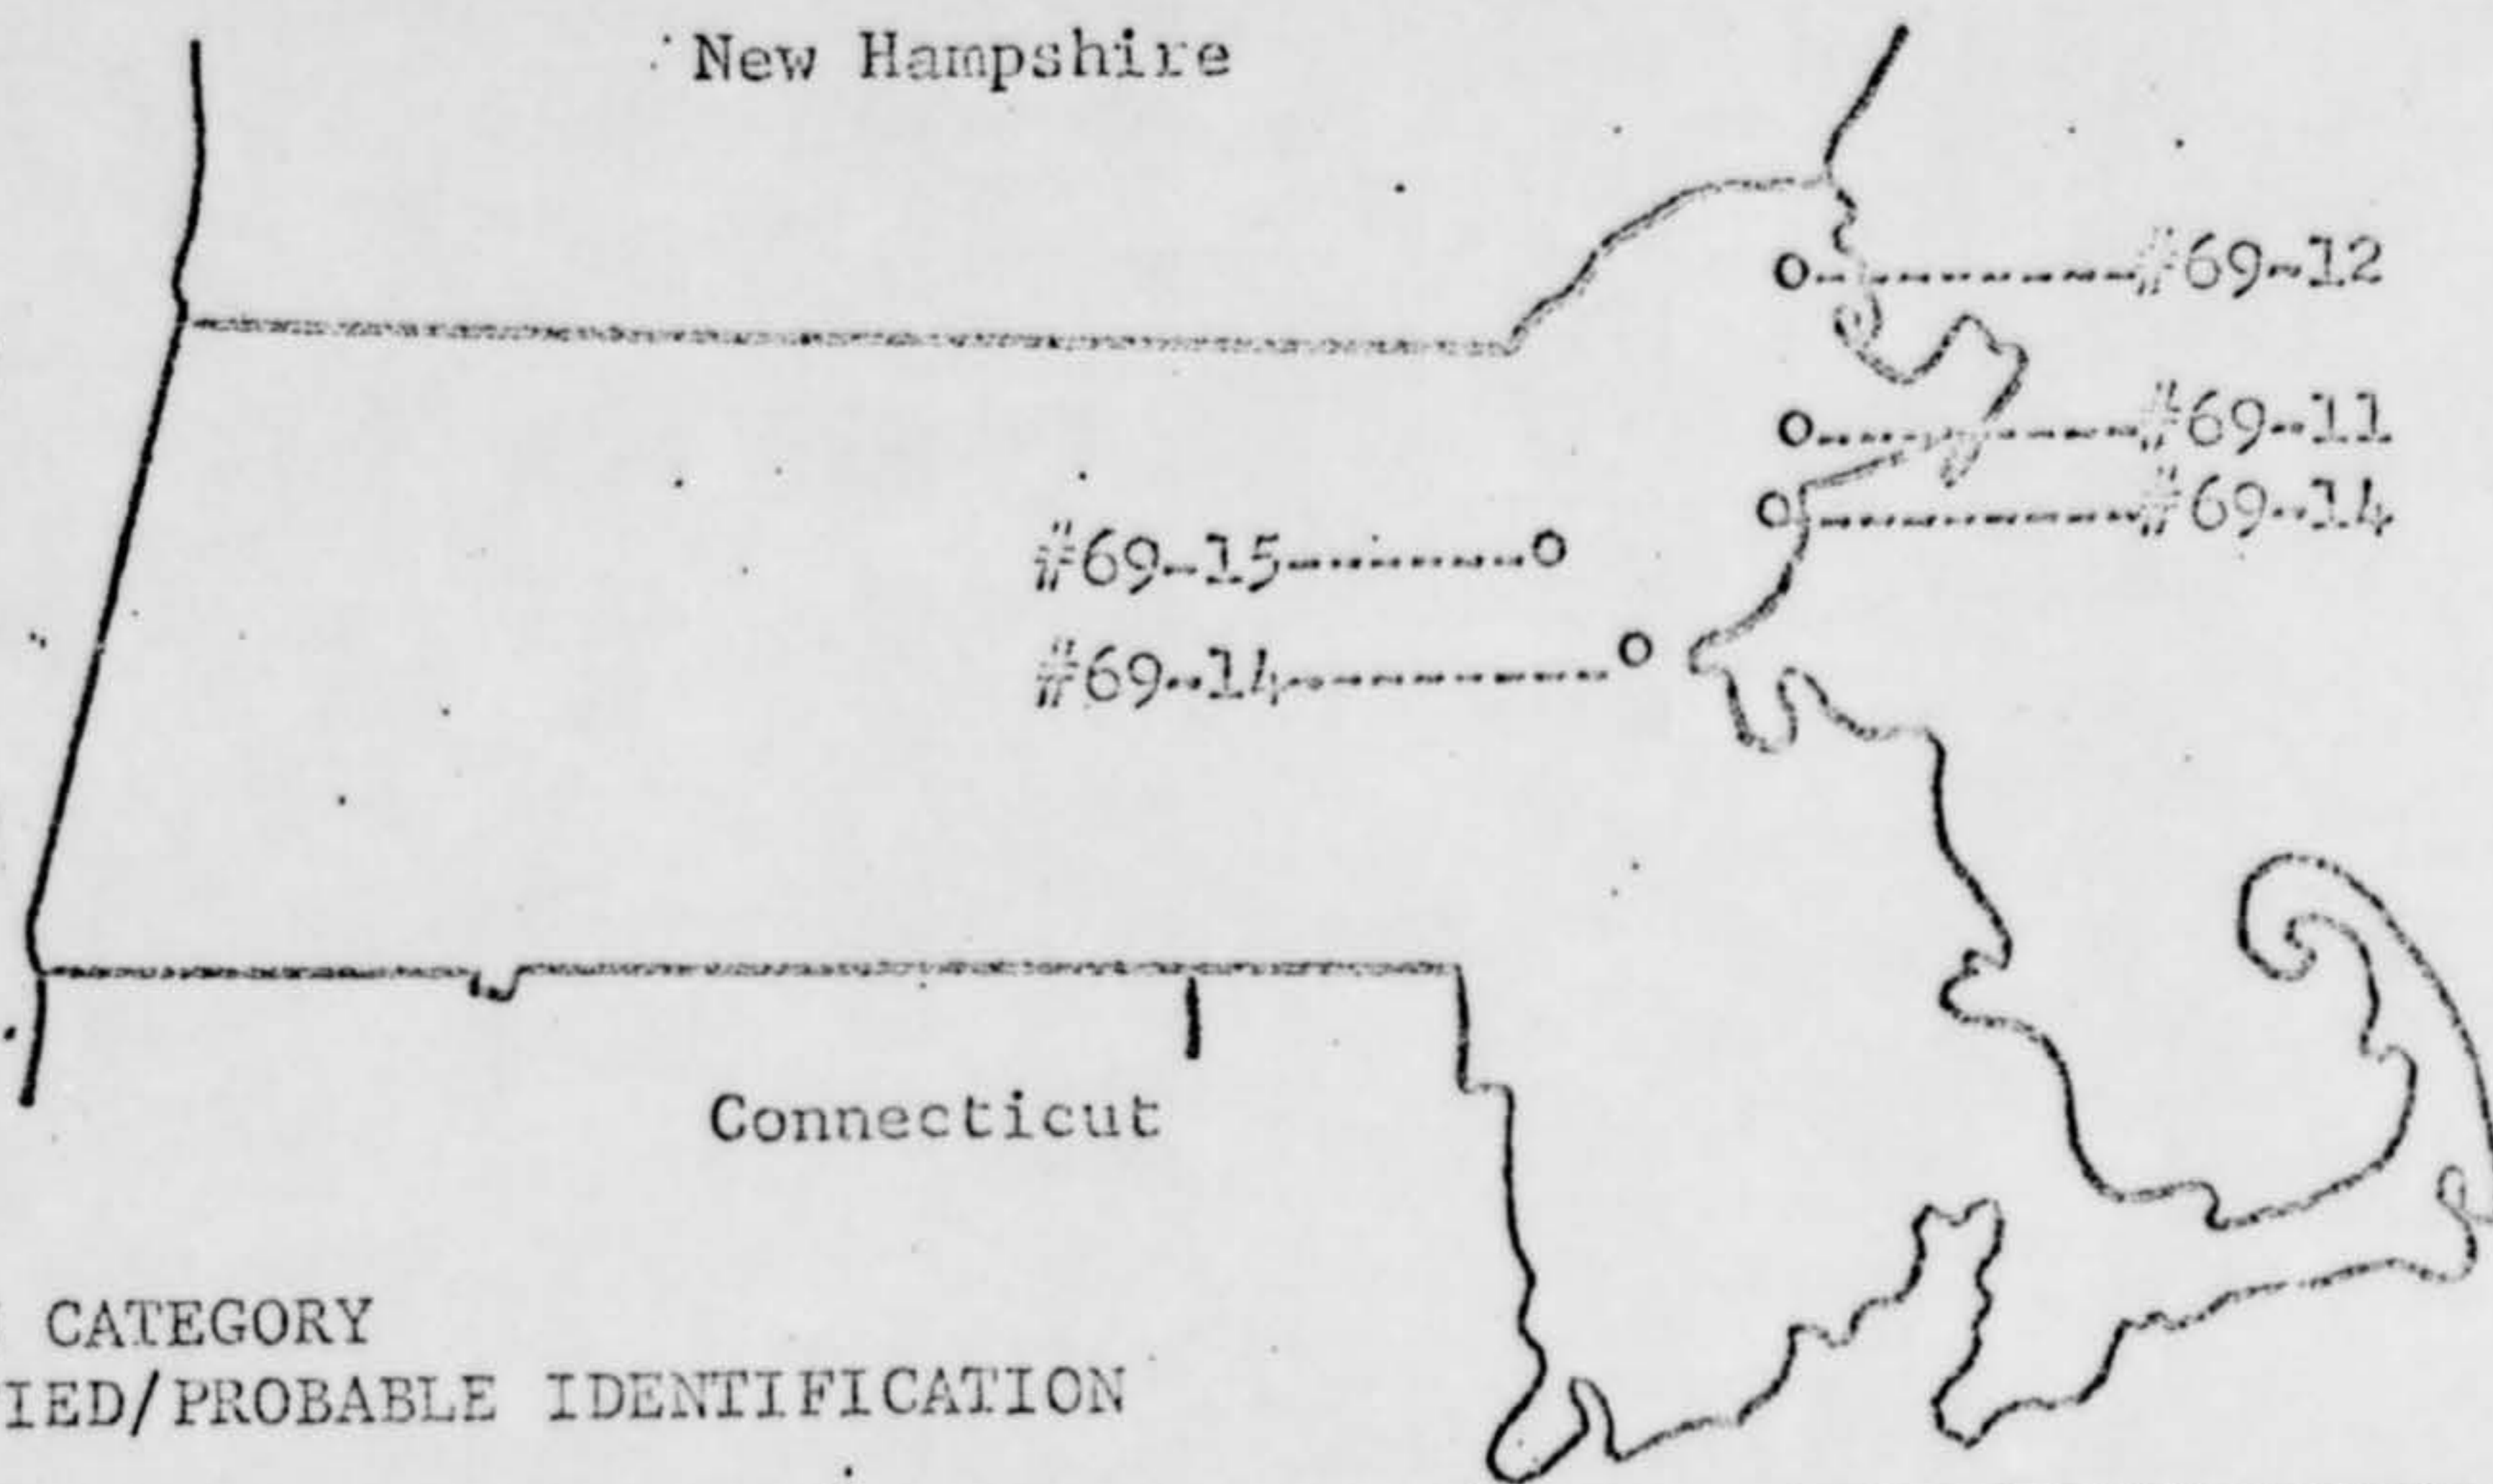 New Hampshire
#69-12
#69-11
#69-14
#69-15
#69-14
Connecticut
CATEGORY
IED/PROBABLE IDENTIFICATION